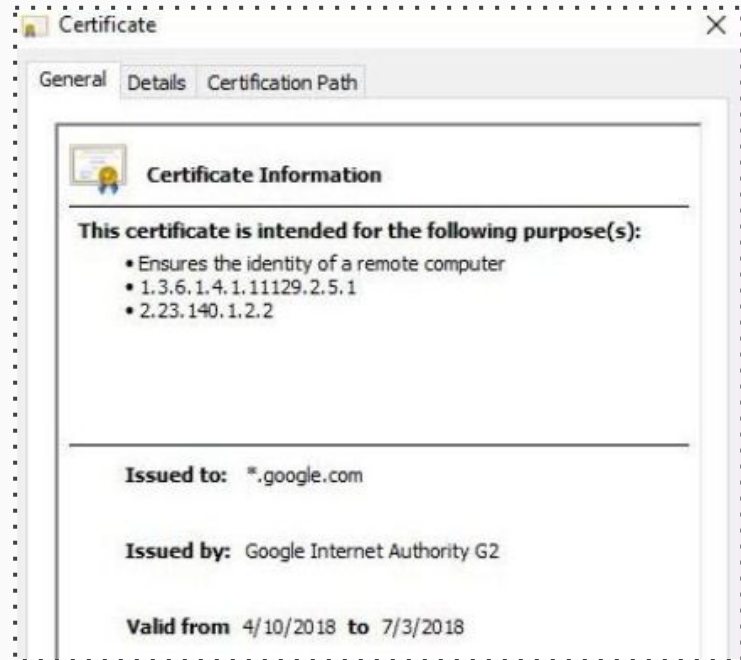 Certificate
General Details Certification Path
Certificate Information
This certificate is intended for the following purpose(s):
• Ensures the identity of a remote computer
• 1.3.6.1.4.1.11129.2.5.1
• 2.23.140.1.2.2
Issued to: *.google.com
Issued by: Google Internet Authority G2
Valid from 4/10/2018 to 7/3/2018